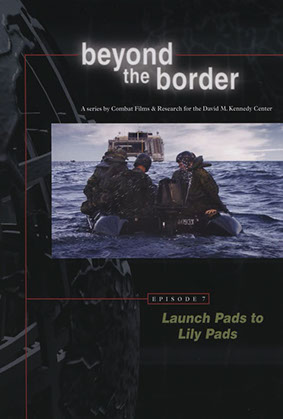 beyond
the border
A series by Combat Films & Research for the David M. Kennedy Center
EPISODE 7
Launch Pads to
Lily Pads